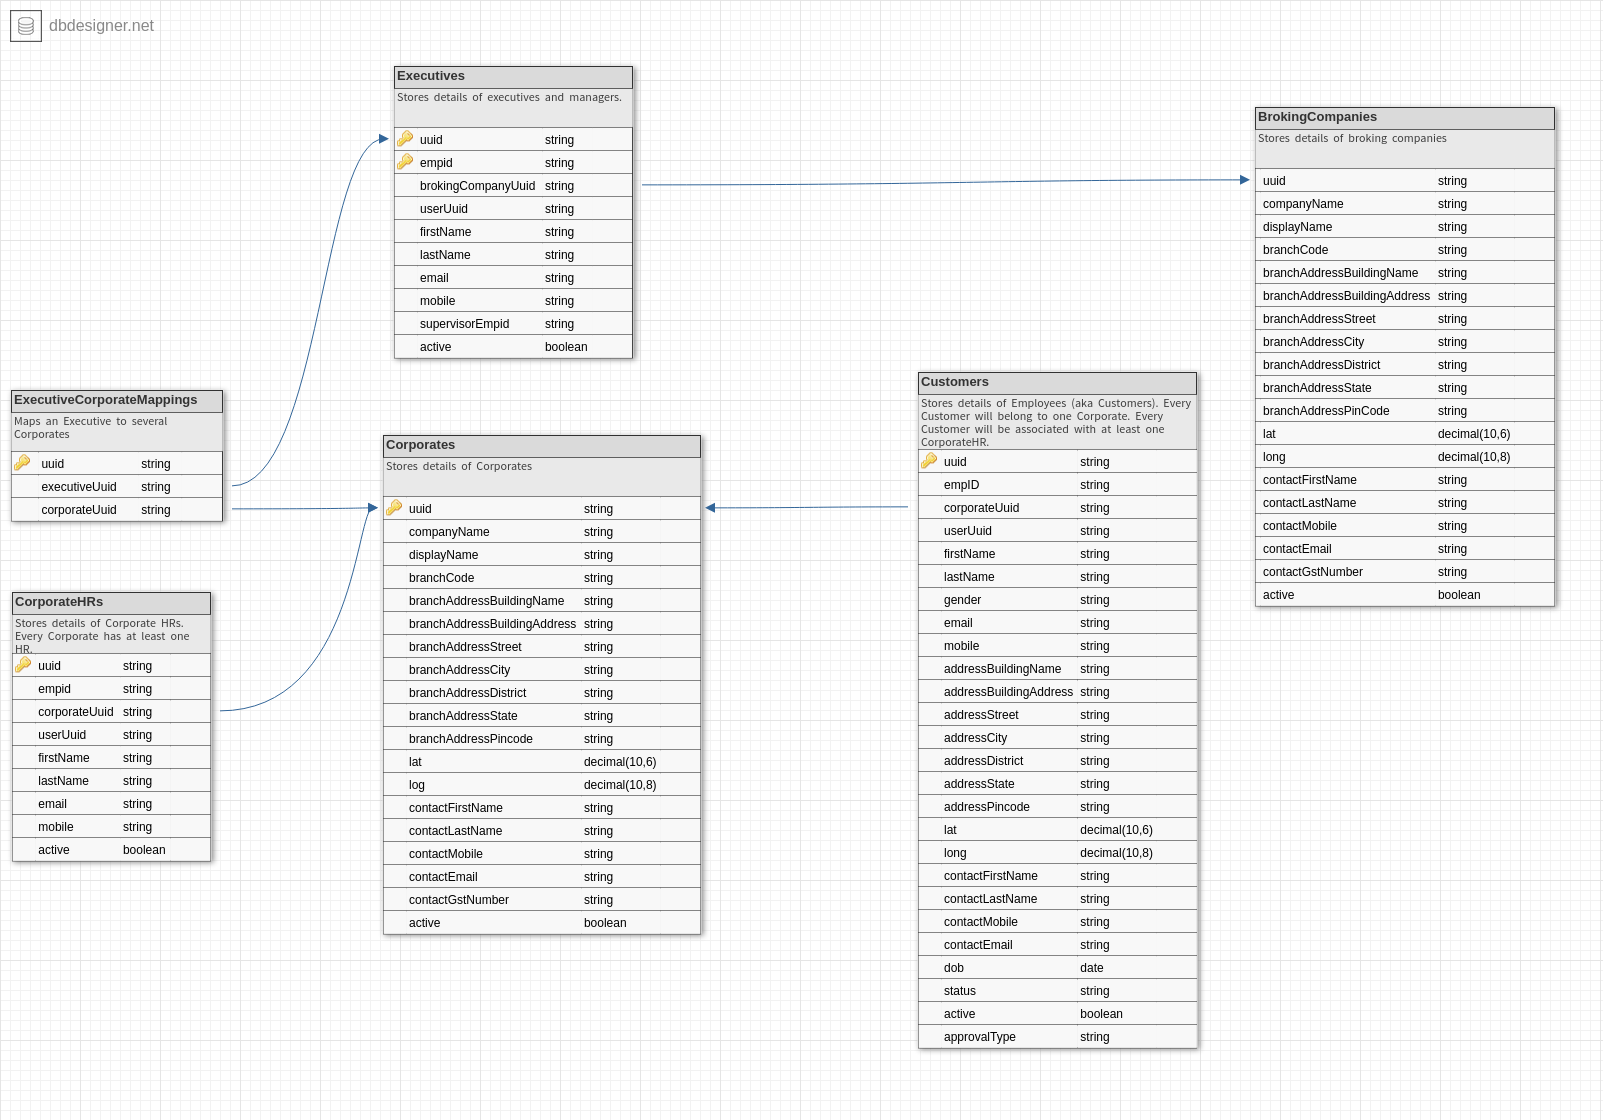 dbdesigner.net
Executives
Stores details of executives and managers.
uuid string
empid string
brokingCompanyUuid string
userUuid string
firstName string
lastName string
email string
mobile string
supervisorEmpid string
active boolean
BrokingCompanies
Stores details of broking companies
uuid string
companyName string
displayName string
branchCode string
branchAddressBuildingName string
branchAddressBuildingAddress string
branchAddressStreet string
branchAddressCity string
branchAddressDistrict string
branchAddressState string
branchAddressPinCode string
lat decimal(10,6)
long decimal(10,8)
contactFirstName string
contactLastName string
contactMobile string
contactEmail string
contactGstNumber string
active boolean
ExecutiveCorporateMappings
Maps an Executive to several
Corporates
uuid string
executiveUuid string
corporateUuid string
Corporates
Stores details of Corporates
uuid string
companyName string
displayName string
branchCode string
branchAddressBuildingName string
branchAddressBuildingAddress string
branchAddressStreet string
branchAddressCity string
branchAddressDistrict string
branchAddressState string
branchAddressPincode string
lat decimal(10,6)
log decimal(10,8)
contactFirstName string
contactLastName string
contactMobile string
contactEmail string
contactGstNumber string
active boolean
Customers
Stores details of Employees (aka Customers). Every
Customer will belong to one Corporate. Every
Customer will be associated with at least one
CorporateHR.
uuid string
empID string
corporateUuid string
userUuid string
firstName string
lastName string
gender string
email string
mobile string
addressBuildingName string
addressBuildingAddress string
addressStreet string
addressCity string
addressDistrict string
addressState string
addressPincode string
lat decimal(10,6)
long decimal(10,8)
contactFirstName string
contactLastName string
contactMobile string
contactEmail string
dob date
status string
active boolean
approvalType string
CorporateHRs
Stores details of Corporate HRs.
Every Corporate has at least one
HR.
uuid string
empid string
corporateUuid string
userUuid string
firstName string
lastName string
email string
mobile string
active boolean